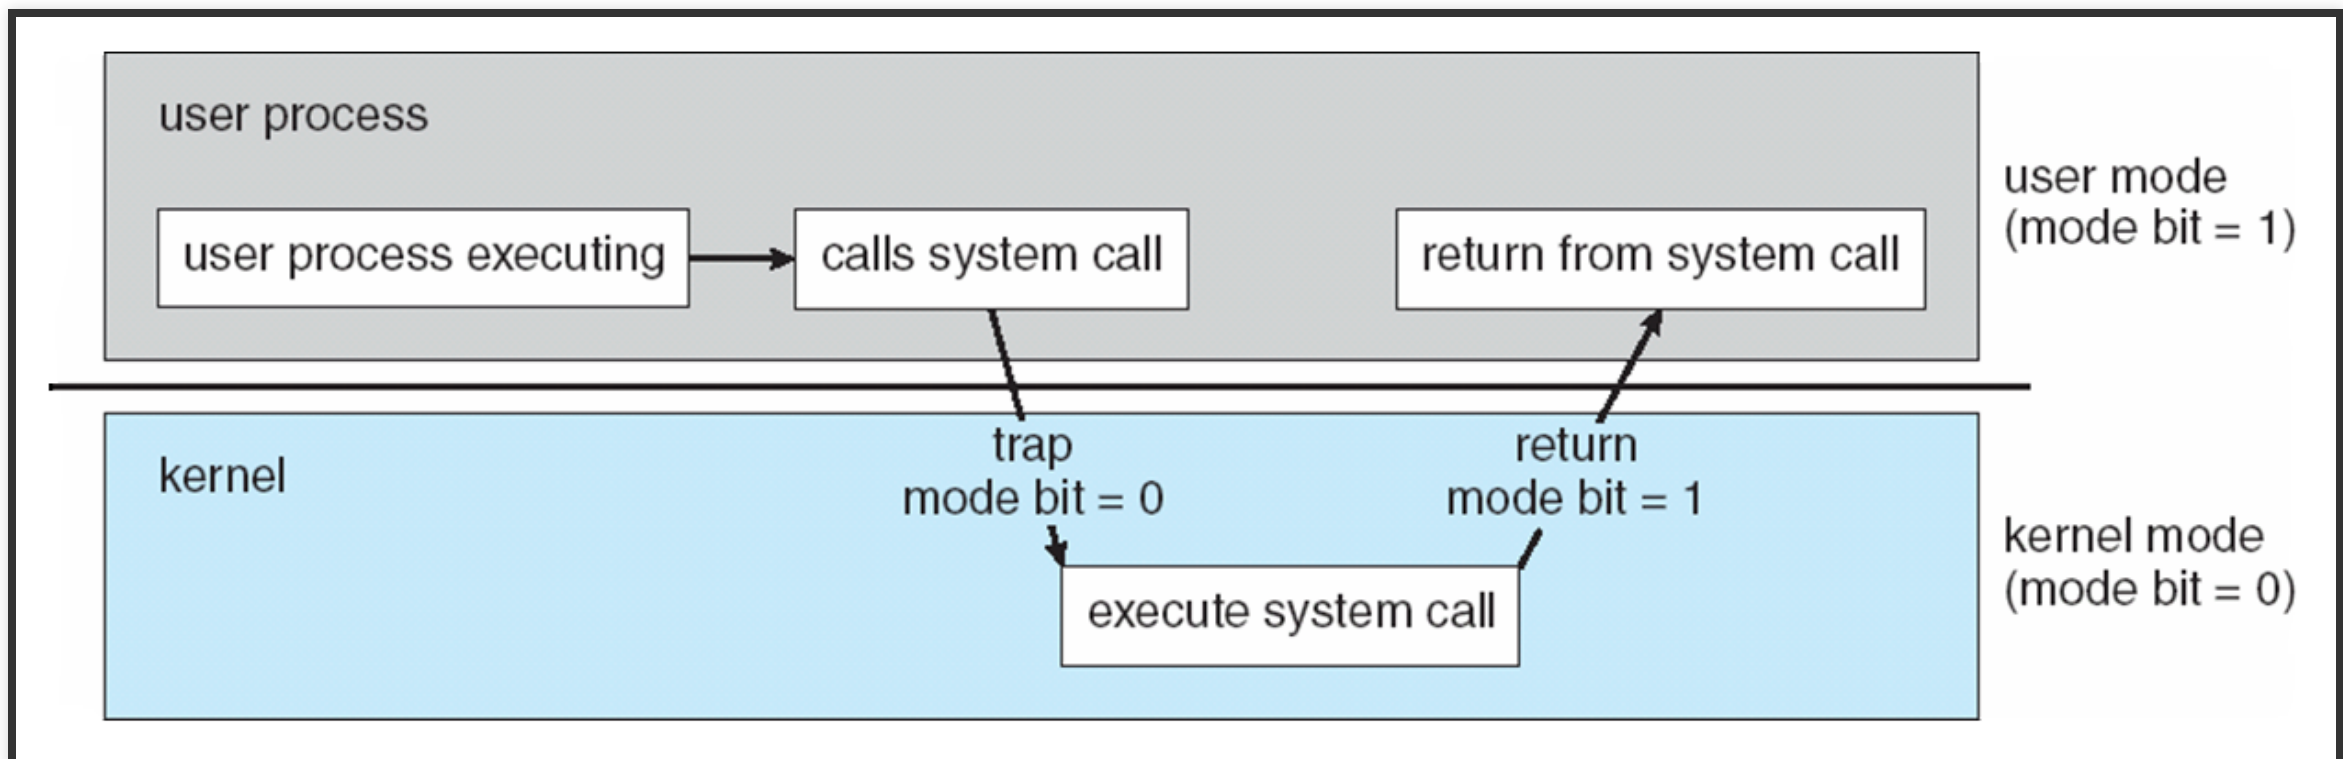 user process
user process executing
calls system call
return from system call
user mode
(mode bit = 1)
trap
mode bit = 0
return
mode bit = 1
kernel
kernel mode
(mode bit = 0)
execute system call